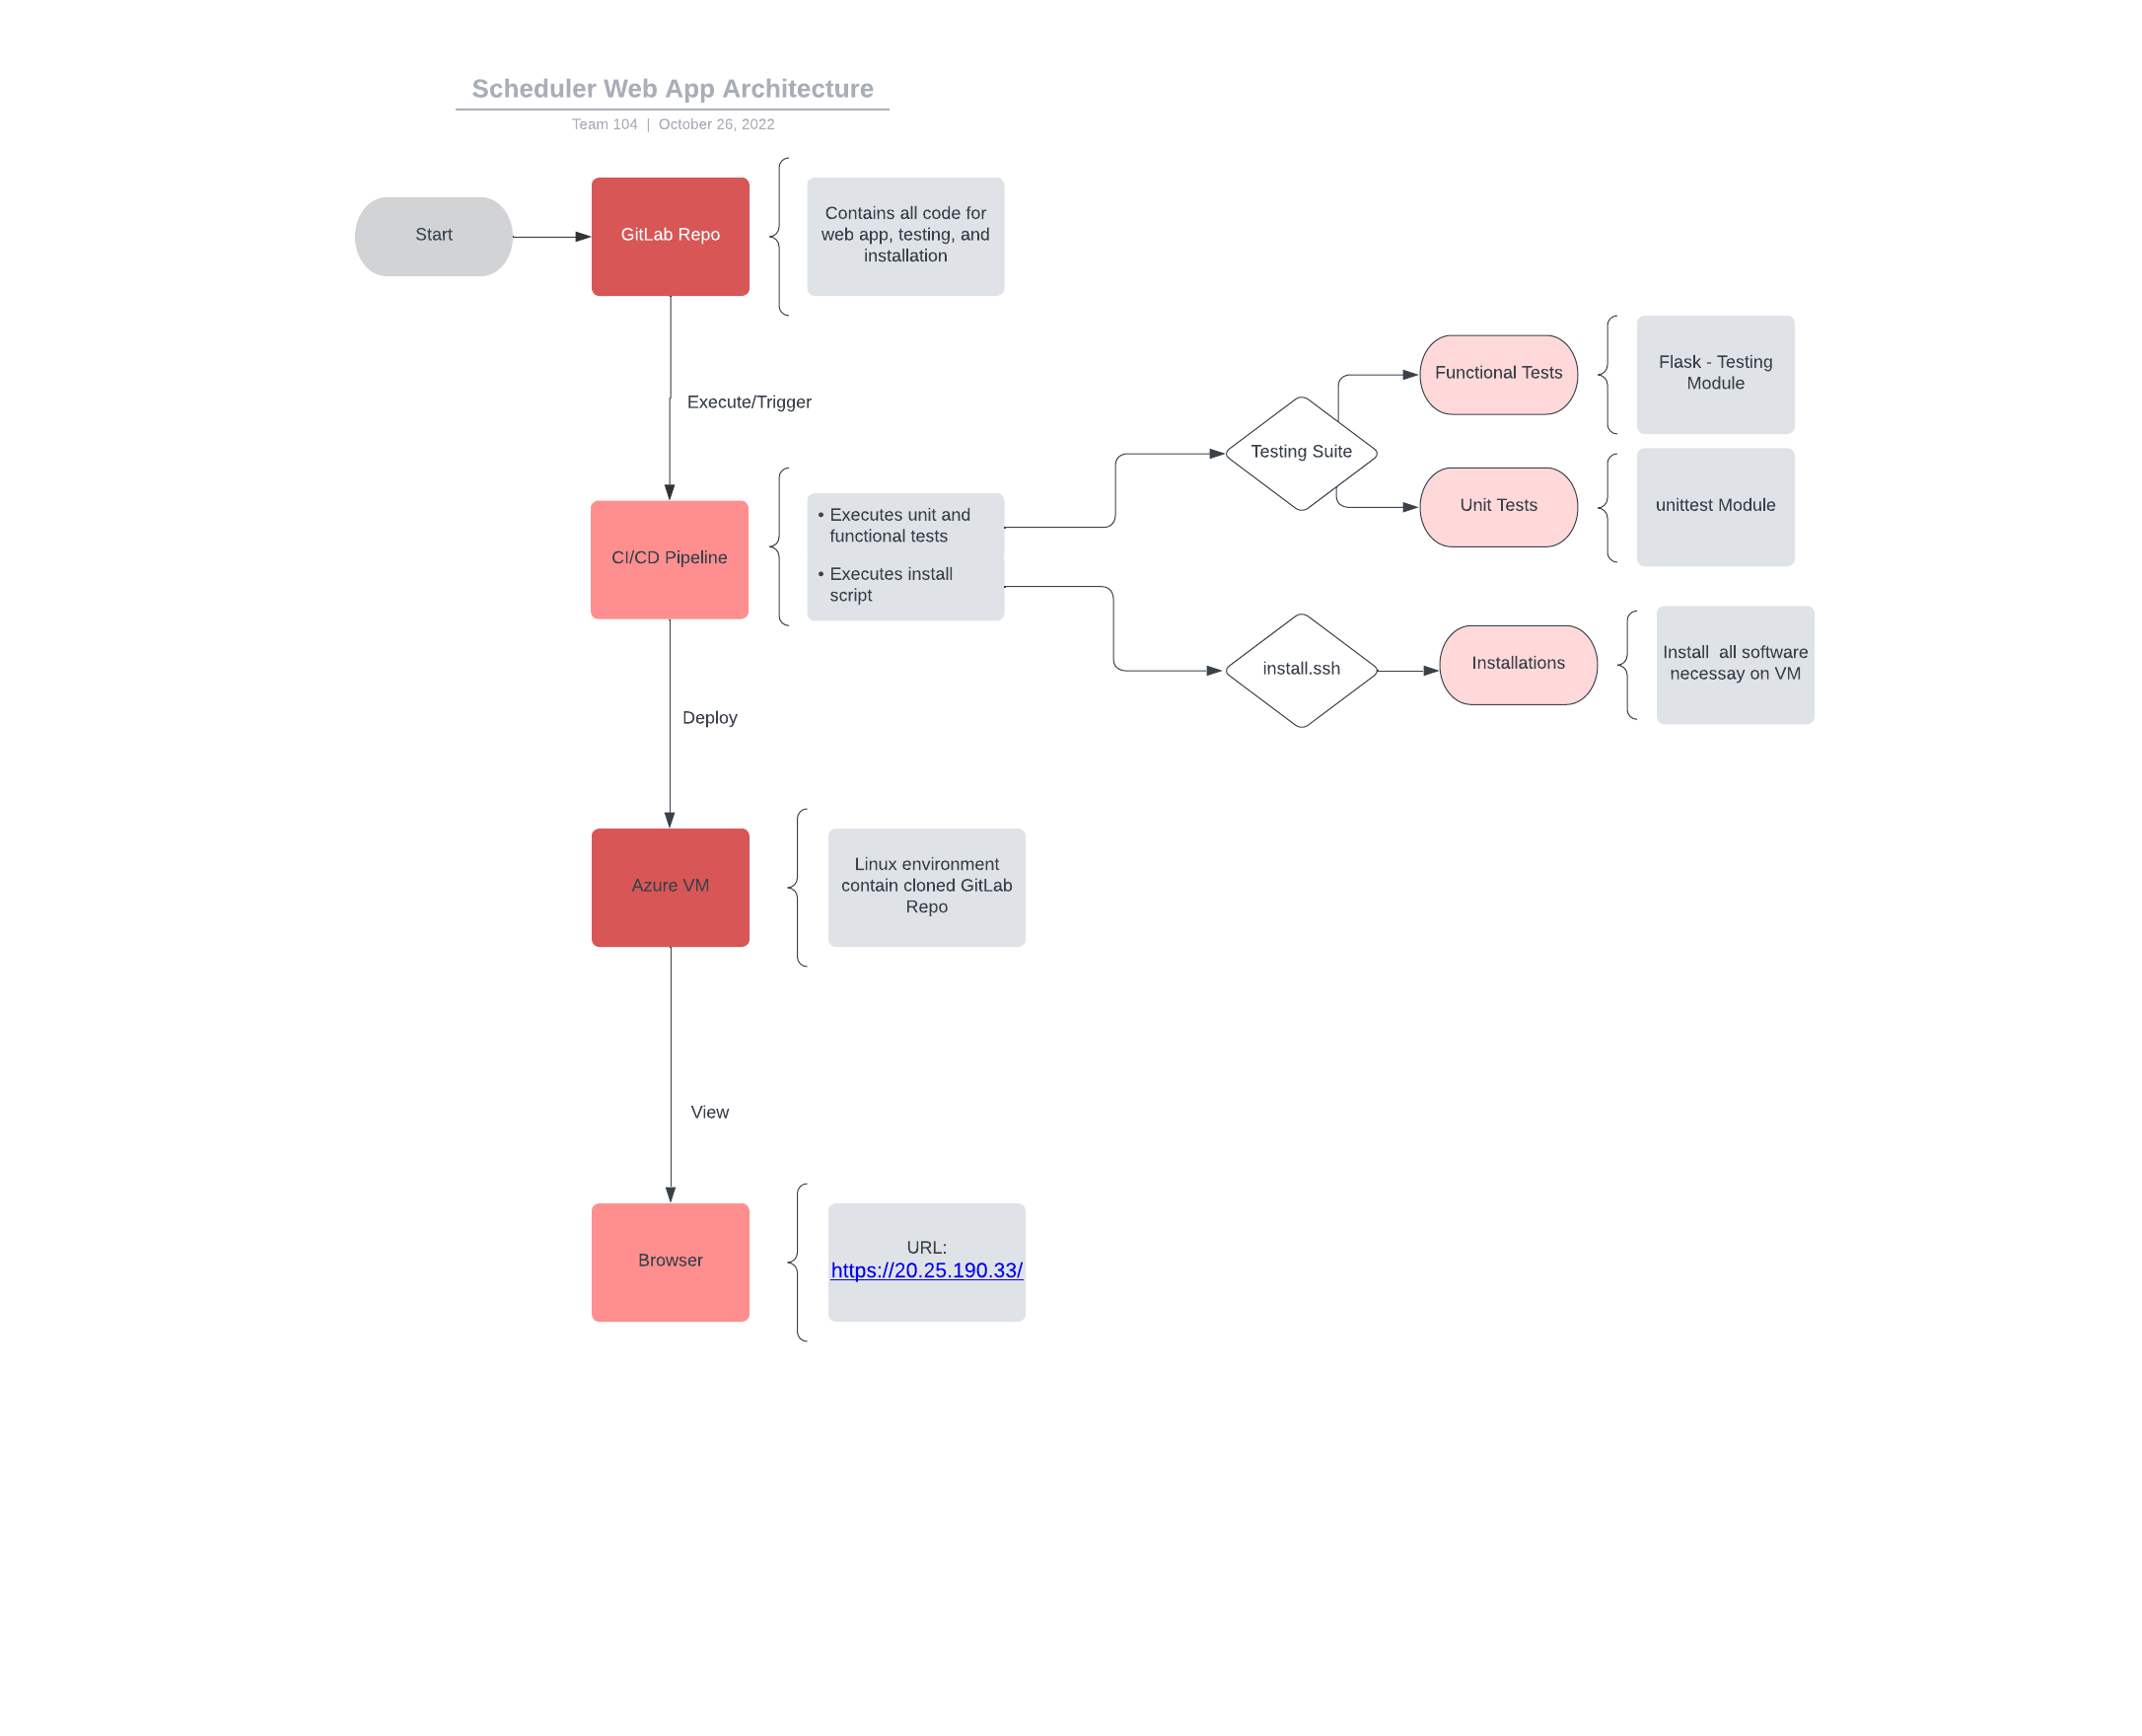 Scheduler Web App Architecture
Team 104 | October 26, 2022
Start
GitLab Repo
Contains all code for
web app, testing, and
installation
Execute/Trigger
CI/CD Pipeline
• Executes unit and
functional tests
• Executes install
script
Testing Suite
Functional Tests
Flask - Testing
Module
Unit Tests
unittest Module
install.ssh
Installations
Install  all software
necessay on VM
Deploy
Azure VM
Linux environment
contain cloned GitLab
Repo
View
Browser
URL:
https://20.25.190.33/